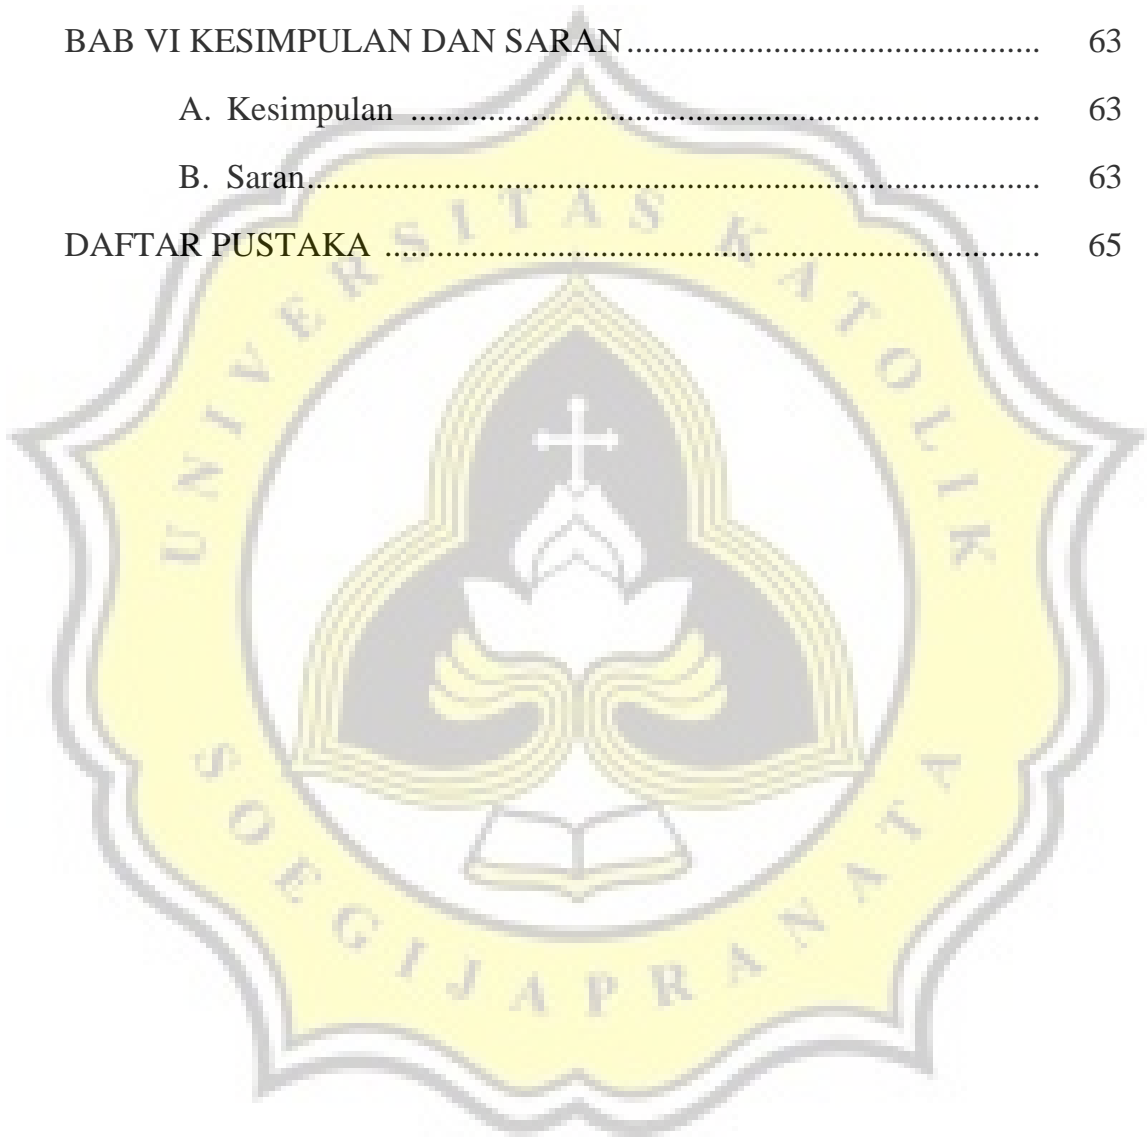 BAB VI KESIMPULAN DAN SARAN................................................ 63
A. Kesimpulan ......................................................................... 63
B. Saran..................................................................................... 63
DAFTAR PUSTAKA ............................................................................ 65
UNIVERSITAS KATOLIK
SOEGIJAPRANATA